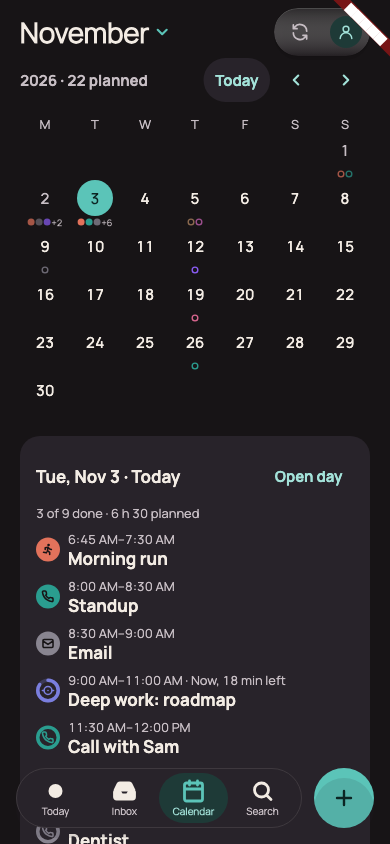 November
2026 · 22 planned
Today
M T W T F S S
1
2 3 4 5 6 7 8
+2 +6
9 10 11 12 13 14 15
16 17 18 19 20 21 22
23 24 25 26 27 28 29
30
Tue, Nov 3 · Today
Open day
3 of 9 done · 6 h 30 planned
6:45 AM–7:30 AM
Morning run
8:00 AM–8:30 AM
Standup
8:30 AM–9:00 AM
Email
9:00 AM–11:00 AM · Now, 18 min left
Deep work: roadmap
11:30 AM–12:00 PM
Call with Sam
Today Inbox Calendar Search
Dentist